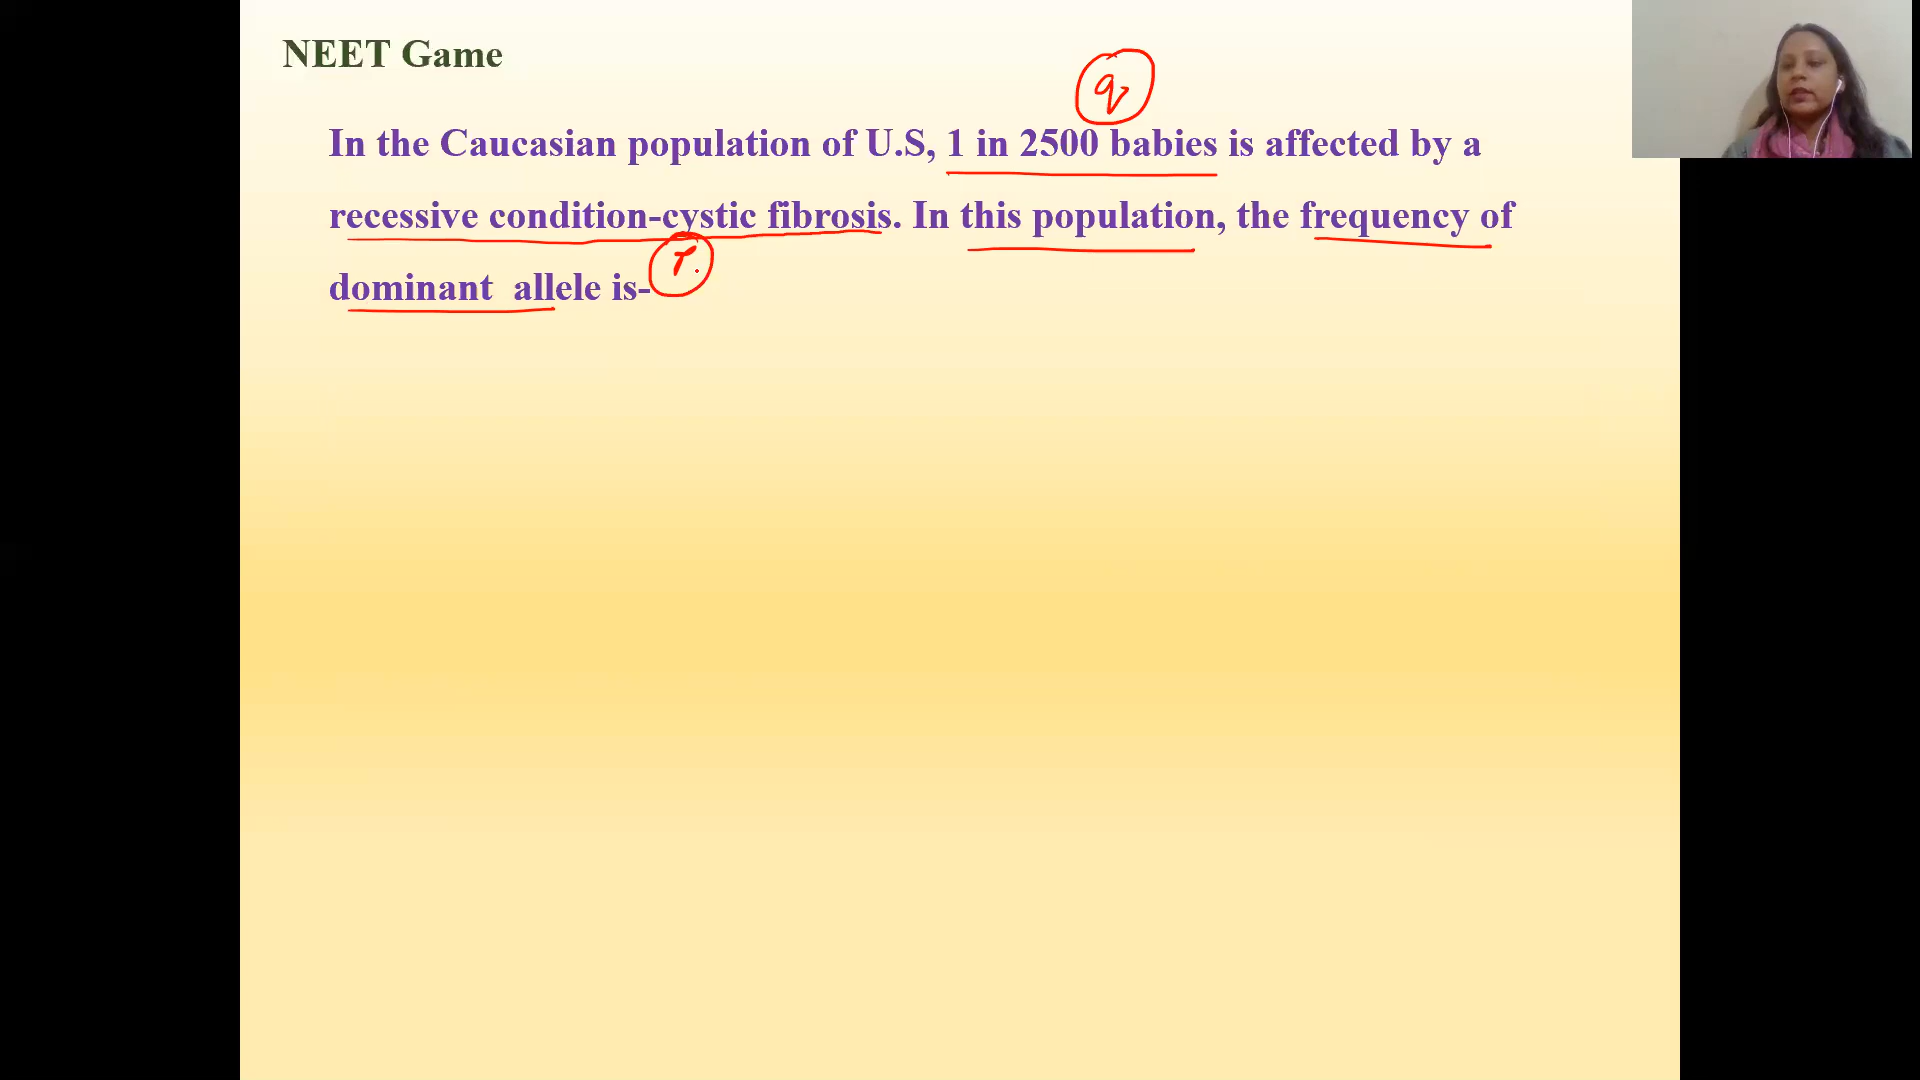 NEET Game
q
In the Caucasian population of U.S, 1 in 2500 babies is affected by a
recessive condition-cystic fibrosis. In this population, the frequency of
dominant allele is-